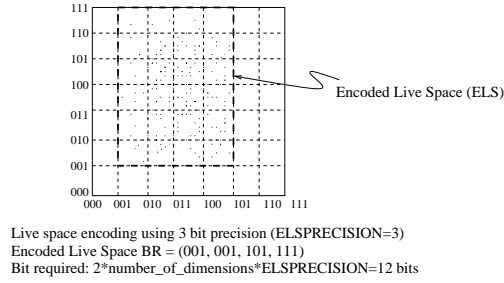 111
110
101
100
011
010
001
000
000 001 010 011 100 101 110 111
Encoded Live Space (ELS)
Live space encoding using 3 bit precision (ELSPRECISION=3)
Encoded Live Space BR = (001, 001, 101, 111)
Bit required: 2*number_of_dimensions*ELSPRECISION=12 bits